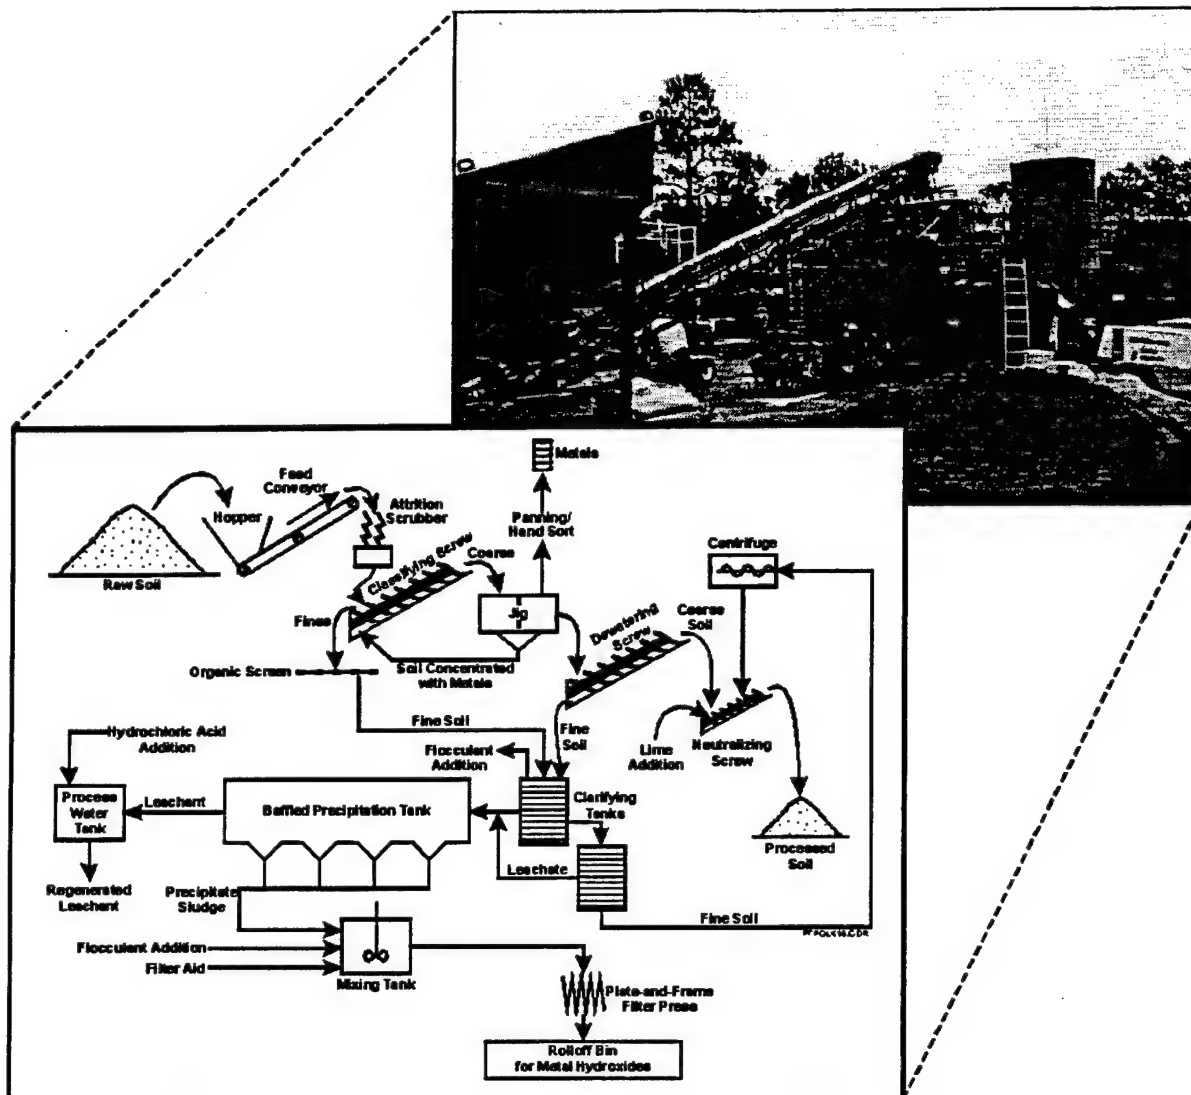 Metals
Feed
Conveyor
Attrition
Scrubber
Hopper
Panning/
Hand Sort
Centrifuge
Raw Soil
Classifying Screw
Coarse
Jig
Fines
Dewatering
Screw
Coarse
Soil
Organic Screen
Soil Concentrated
with Metals
Fine Soil
Fine
Soil
Lime
Addition
Neutralizing
Screw
Hydrochloric Acid
Addition
Flocculent
Addition
Process
Water
Tank
Leachant
Baffled Precipitation Tank
Clarifying
Tanks
Processed
Soil
Leachate
Regenerated
Leachant
Precipitate
Sludge
Fine Soil
Flocculent Addition
Filter Aid
Mixing Tank
Plate-and-Frame
Filter Press
Rolloff Bin
for Metal Hydroxides